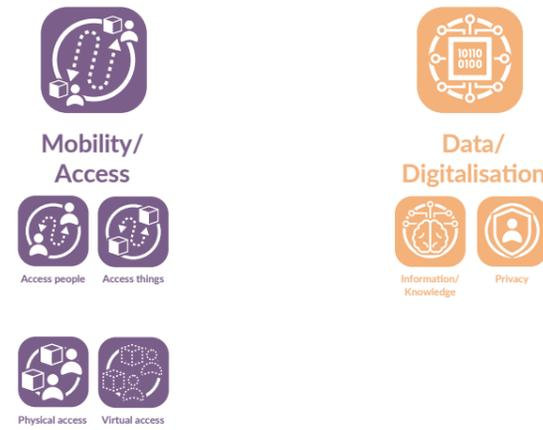 Mobility/
Access
Access people
Access things
Physical access
Virtual access
10110
0100
Data/
Digitalisation
Information/
Knowledge
Privacy